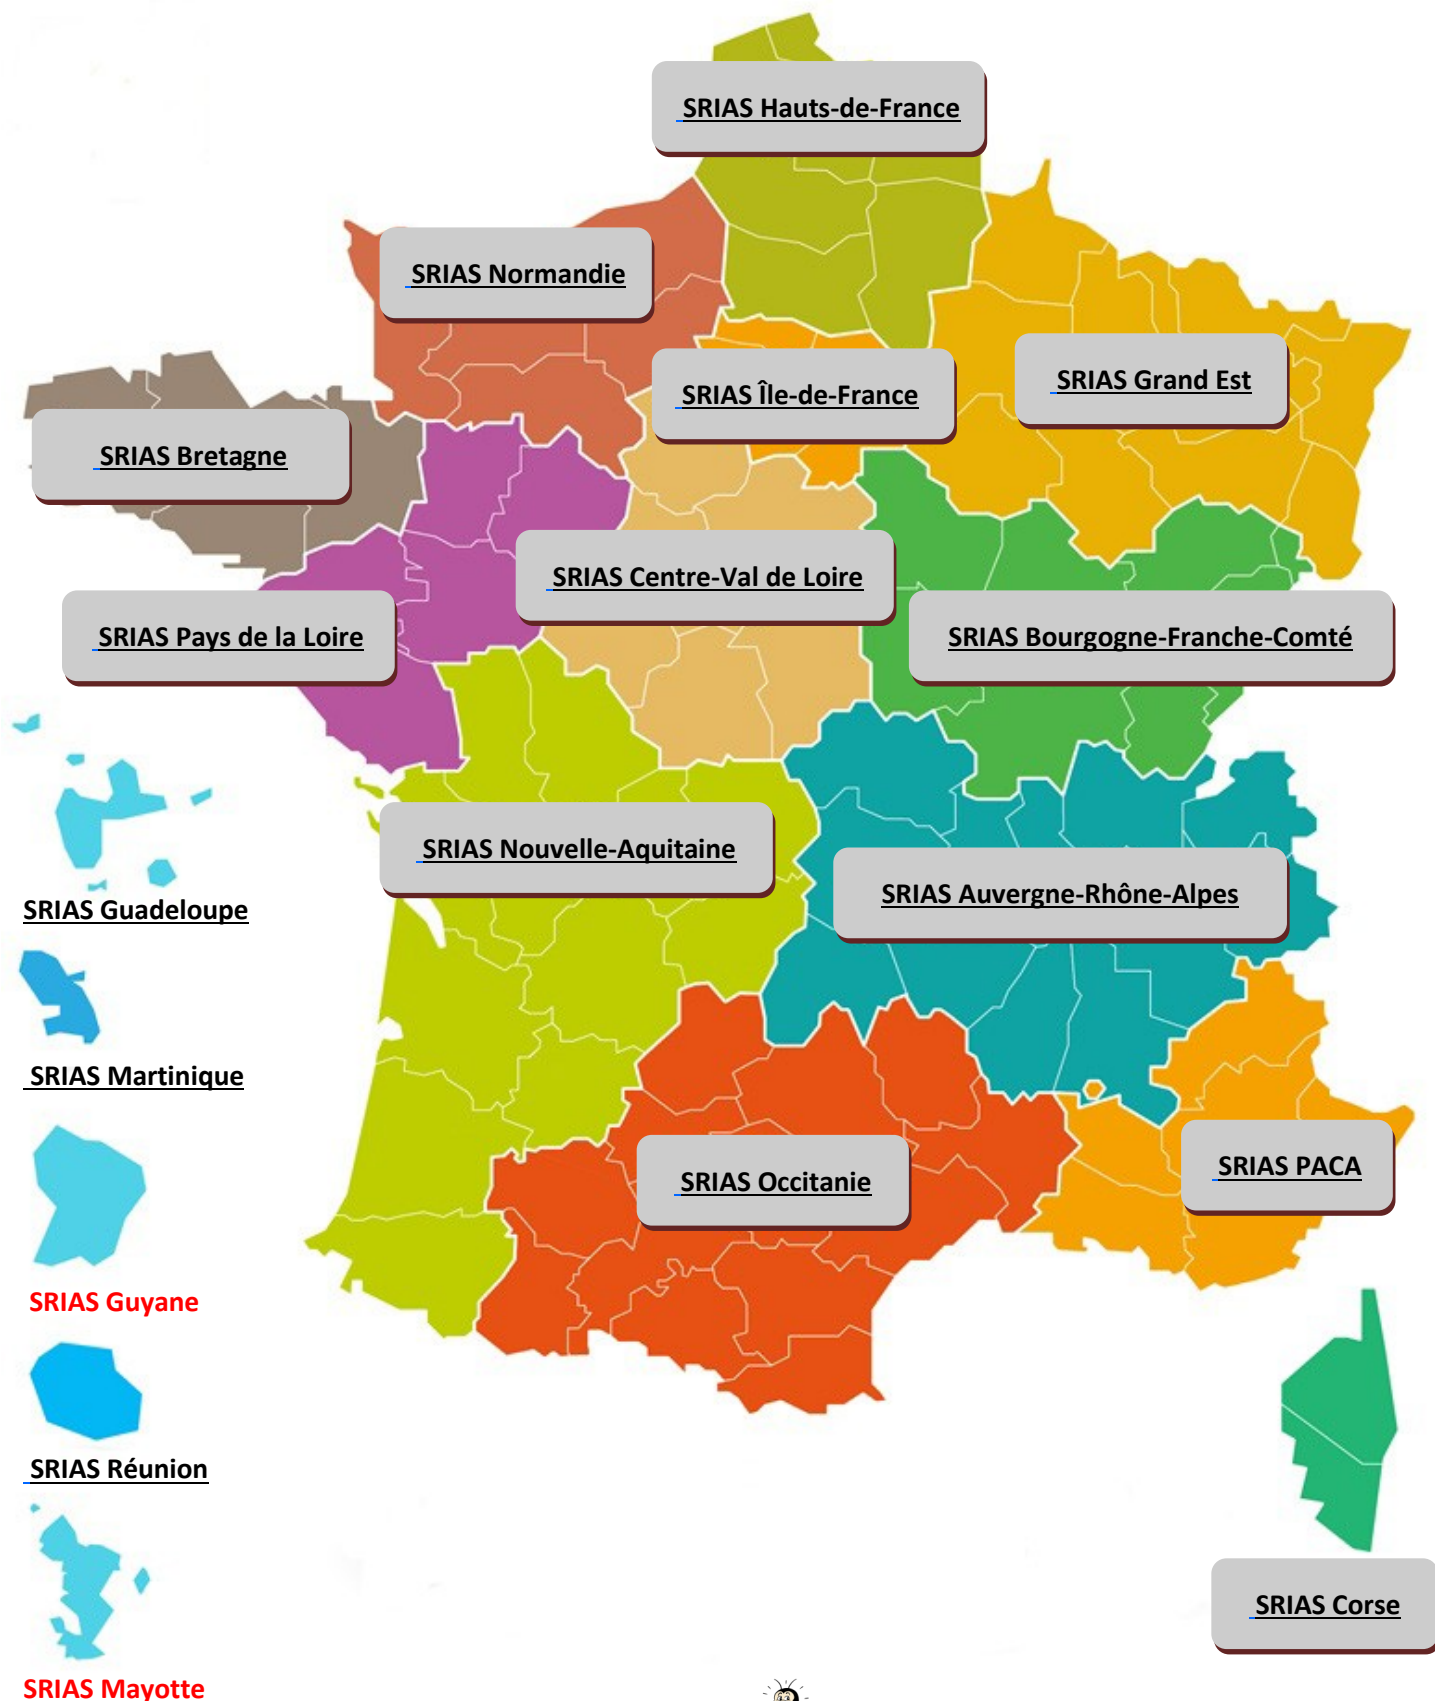 SRIAS Hauts-de-France
SRIAS Normandie
SRIAS Île-de-France
SRIAS Grand Est
SRIAS Bretagne
SRIAS Centre-Val de Loire
SRIAS Pays de la Loire
SRIAS Bourgogne-Franche-Comté
SRIAS Nouvelle-Aquitaine
SRIAS Auvergne-Rhône-Alpes
SRIAS Guadeloupe
SRIAS Martinique
SRIAS PACA
SRIAS Occitanie
SRIAS Guyane
SRIAS Réunion
SRIAS Corse
SRIAS Mayotte